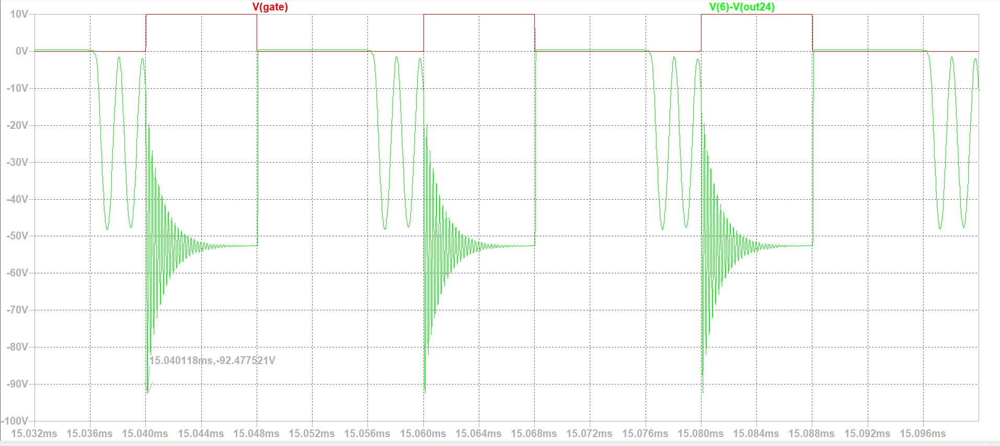 V(gate) V(6)-V(out24)
10V
0V
-10V
-20V
-30V
-40V
-50V
-60V
-70V
-80V
15.040118ms,-92.477521V
-90V
-100V
15.032ms 15.036ms 15.040ms 15.044ms 15.048ms 15.052ms 15.056ms 15.060ms 15.064ms 15.068ms 15.072ms 15.076ms 15.080ms 15.084ms 15.088ms 15.092ms 15.096ms